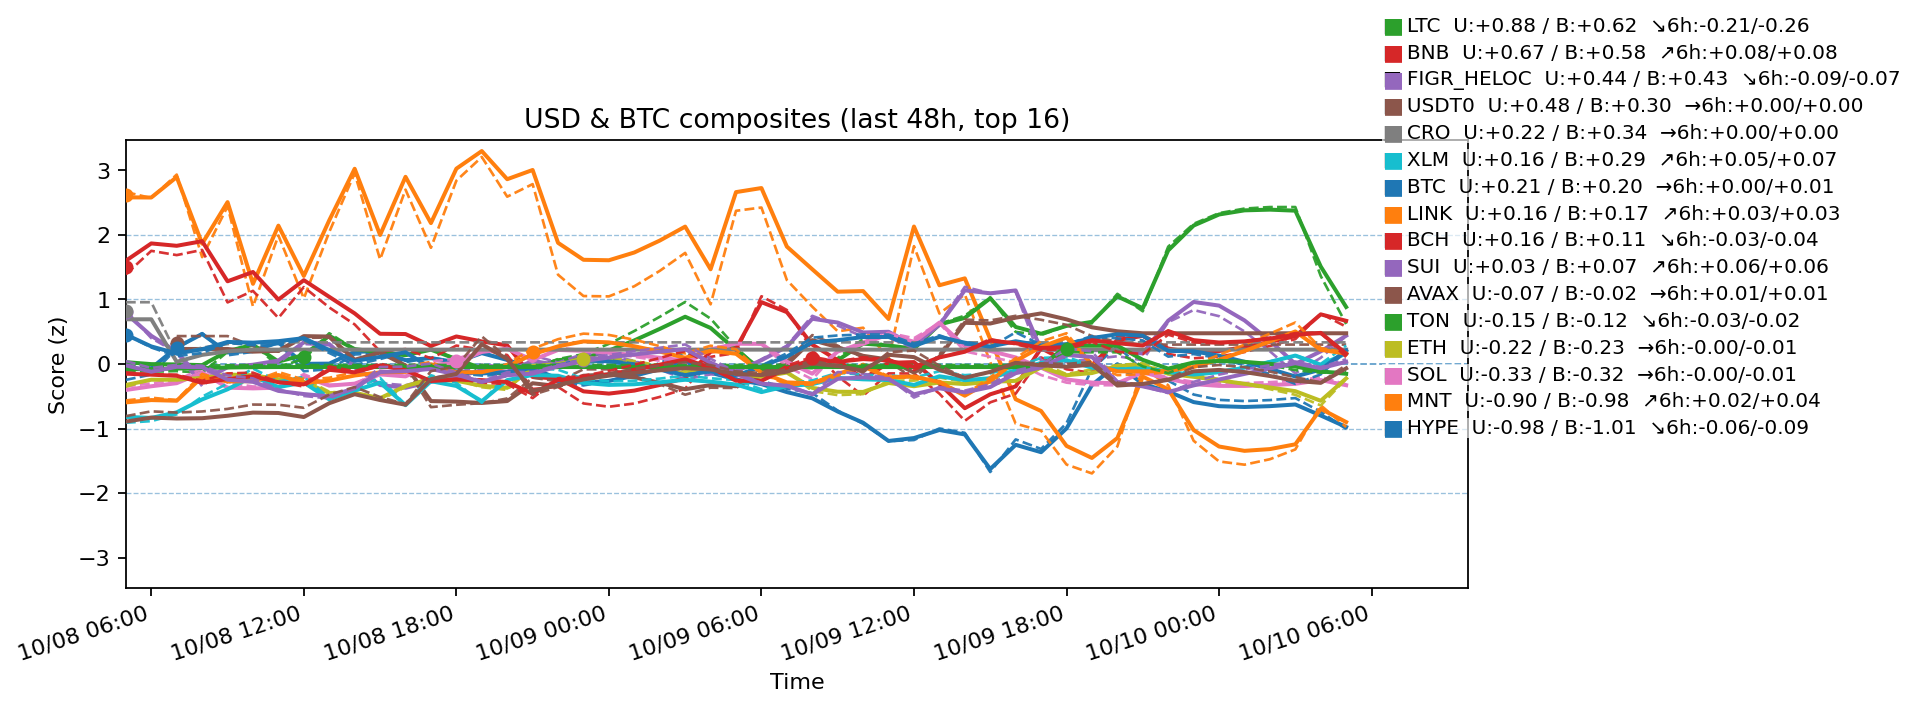 LTC  U:+0.88 / B:+0.62  ↘6h:-0.21/-0.26
BNB  U:+0.67 / B:+0.58  ↗6h:+0.08/+0.08
FIGR_HELOC  U:+0.44 / B:+0.43  ↘6h:-0.09/-0.07
USDT0  U:+0.48 / B:+0.30  →6h:+0.00/+0.00
CRO  U:+0.22 / B:+0.34  →6h:+0.00/+0.00
XLM  U:+0.16 / B:+0.29  ↗6h:+0.05/+0.07
BTC  U:+0.21 / B:+0.20  →6h:+0.00/+0.01
LINK  U:+0.16 / B:+0.17  ↗6h:+0.03/+0.03
BCH  U:+0.16 / B:+0.11  ↘6h:-0.03/-0.04
SUI  U:+0.03 / B:+0.07  ↗6h:+0.06/+0.06
AVAX  U:-0.07 / B:-0.02  →6h:+0.01/+0.01
TON  U:-0.15 / B:-0.12  ↘6h:-0.03/-0.02
ETH  U:-0.22 / B:-0.23  →6h:-0.00/-0.01
SOL  U:-0.33 / B:-0.32  →6h:-0.00/-0.01
MNT  U:-0.90 / B:-0.98  ↗6h:+0.02/+0.04
HYPE  U:-0.98 / B:-1.01  ↘6h:-0.06/-0.09
USD & BTC composites (last 48h, top 16)
Score (z)
3
2
1
0
−1
−2
−3
10/08 06:00
10/08 12:00
10/08 18:00
10/09 00:00
10/09 06:00
10/09 12:00
10/09 18:00
10/10 00:00
10/10 06:00
Time